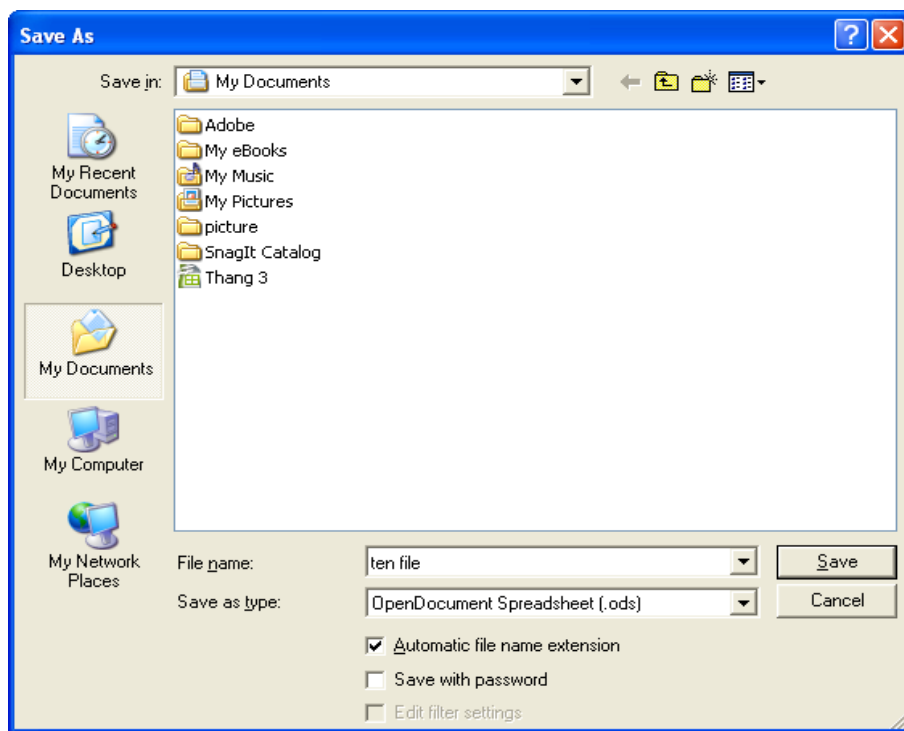 Save As
Save in:
My Documents
My Recent
Documents
Desktop
My Documents
My Computer
My Network
Places
Adobe
My eBooks
My Music
My Pictures
picture
SnagIt Catalog
Thang 3
File name:
ten file
Save
Save as type:
OpenDocument Spreadsheet (.ods)
Cancel
Automatic file name extension
Save with password
Edit filter settings